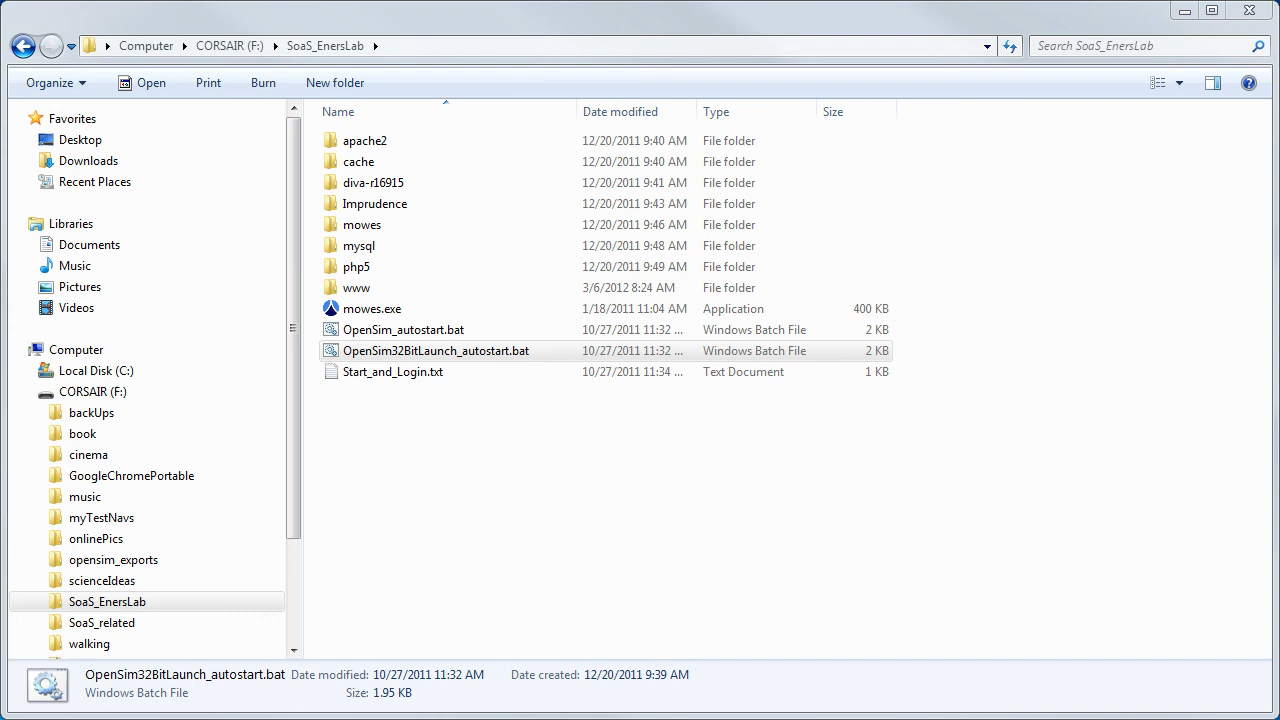 Computer CORSAIR (F:) SoaS_EnersLab Search SoaS_EnersLab
Organize Open Print Burn New folder
Favorites
Desktop
Downloads
Recent Places
Libraries
Documents
Music
Pictures
Videos
Computer
Local Disk (C:)
CORSAIR (F:)
backUps
book
cinema
GoogleChromePortable
music
myTestNavs
onlinePics
opensim_exports
scienceIdeas
SoaS_EnersLab
SoaS_related
walking
Name Date modified Type Size
apache2 12/20/2011 9:40 AM File folder
cache 12/20/2011 9:40 AM File folder
diva-r16915 12/20/2011 9:41 AM File folder
Imprudence 12/20/2011 9:43 AM File folder
mowes 12/20/2011 9:46 AM File folder
mysql 12/20/2011 9:48 AM File folder
php5 12/20/2011 9:49 AM File folder
www 3/6/2012 8:24 AM File folder
mowes.exe 1/18/2011 11:04 AM Application 400 KB
OpenSim_autostart.bat 10/27/2011 11:32 ... Windows Batch File 2 KB
OpenSim32BitLaunch_autostart.bat 10/27/2011 11:32 ... Windows Batch File 2 KB
Start_and_Login.txt 10/27/2011 11:34 ... Text Document 1 KB
OpenSim32BitLaunch_autostart.bat Date modified: 10/27/2011 11:32 AM Date created: 12/20/2011 9:39 AM
Windows Batch File Size: 1.95 KB